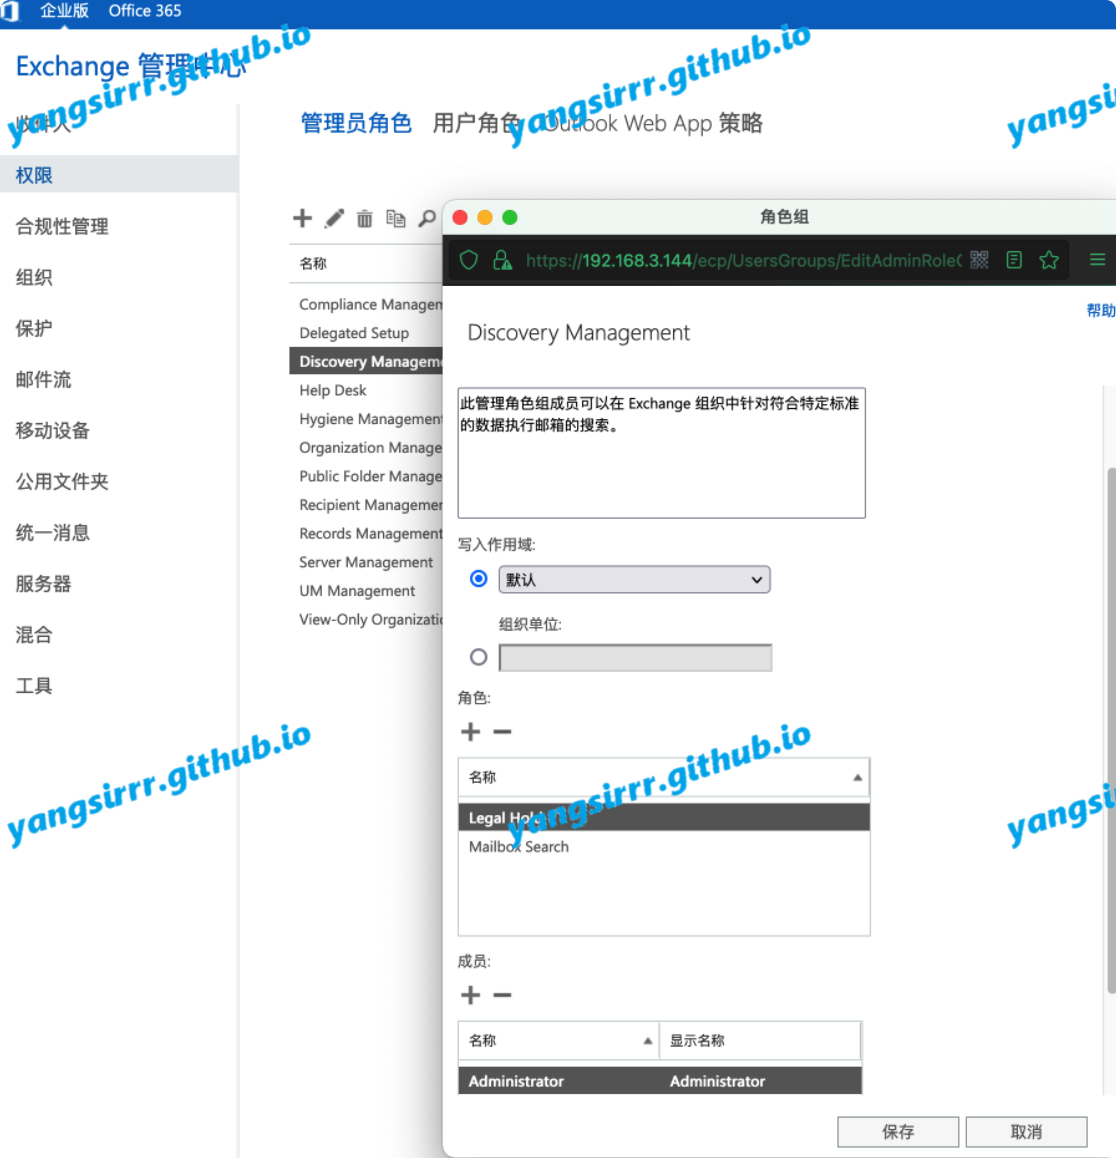 企业版 Office 365
Exchange 管理中心
收件人
权限
合规性管理
组织
保护
邮件流
移动设备
公用文件夹
统一消息
服务器
混合
工具
管理员角色 用户角色 Outlook Web App 策略
名称
Compliance Managem
Delegated Setup
Discovery Manageme
Help Desk
Hygiene Management
Organization Manage
Public Folder Manage
Recipient Managemen
Records Management
Server Management
UM Management
View-Only Organizatio
角色组
https://192.168.3.144/ecp/UsersGroups/EditAdminRoleG
帮助
Discovery Management
此管理角色组成员可以在 Exchange 组织中针对符合特定标准
的数据执行邮箱的搜索。
写入作用域:
默认
组织单位:
角色:
名称
Legal Hold
Mailbox Search
成员:
名称 显示名称
Administrator Administrator
保存 取消
yangsirrr.github.io
yangsirrr.github.io
yangsi
yangsirrr.github.io
yangsirrr.github.io
yangsi